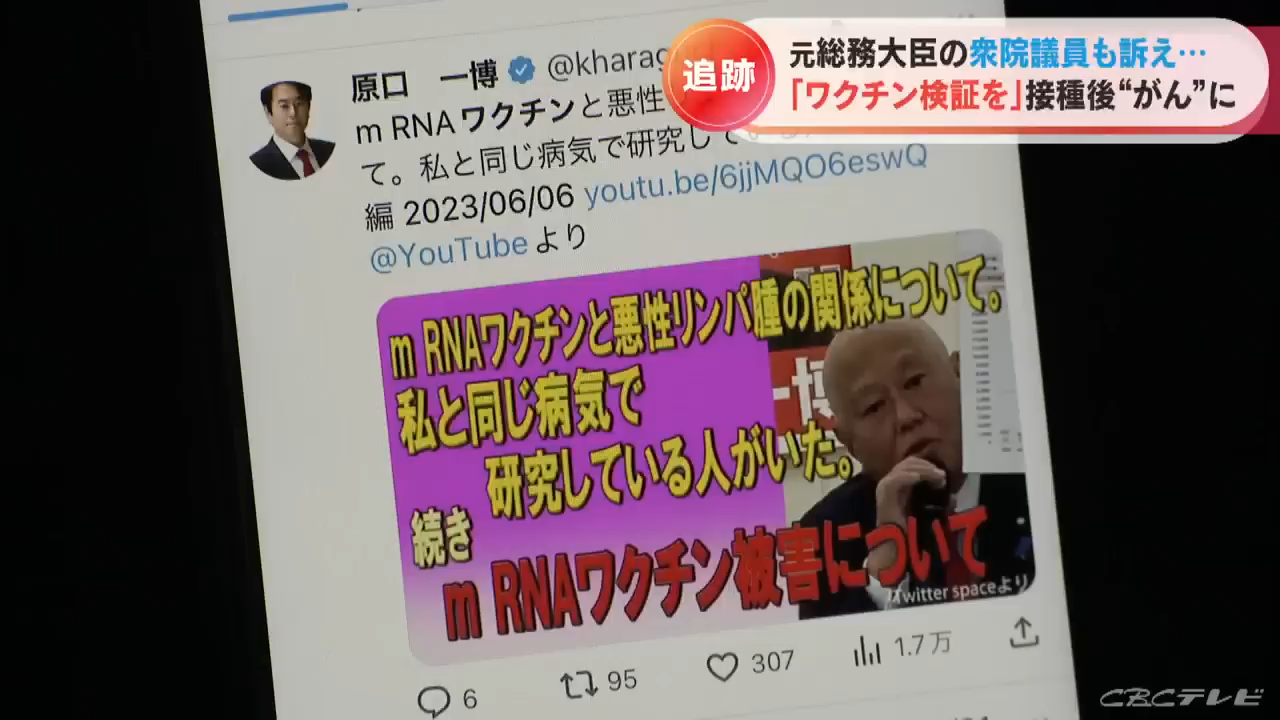 追跡
元総務大臣の衆院議員も訴え…
「ワクチン検証を」接種後“がん”に
原口 一博 @kharag
m RNAワクチンと悪性
て。私と同じ病気で研究して
編 2023/06/06 youtu.be/6jjMQO6eswQ
@YouTubeより
m RNAワクチンと悪性リンパ腫の関係について。
私と同じ病気で
研究している人がいた。
続き
m RNAワクチン被害について
一博
Twitter spaceより
6 95 307 1.7万
CBCテレビ